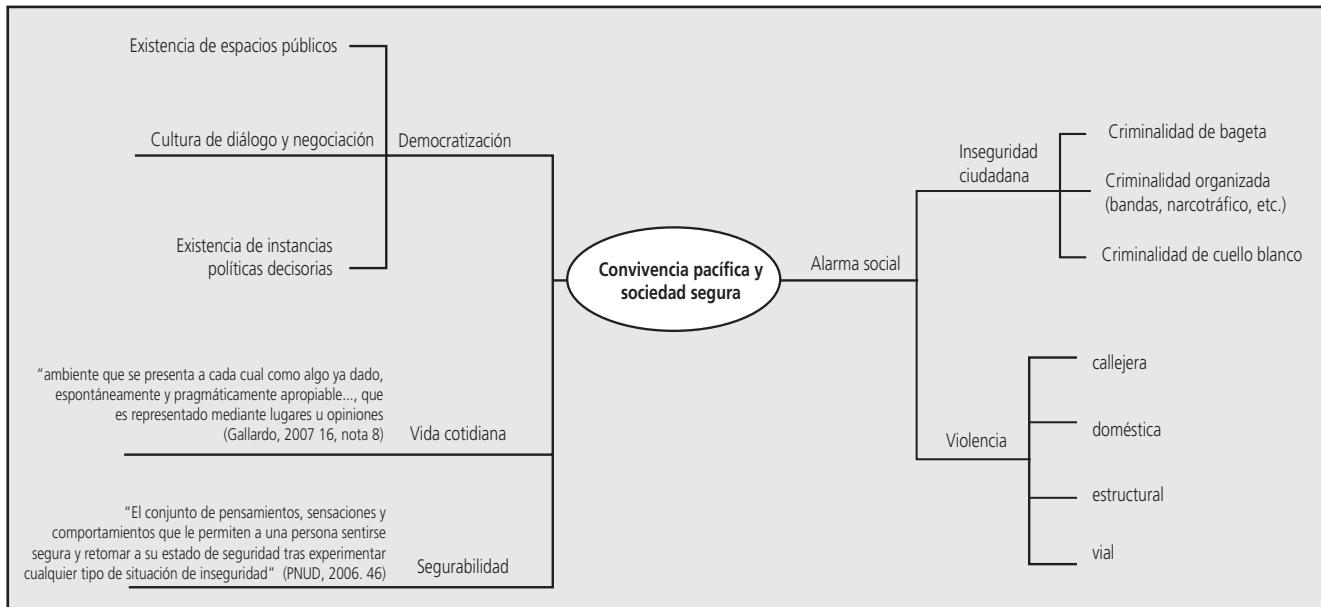 Existencia de espacios públicos
Cultura de diálogo y negociación
Democratización
Existencia de instancias
políticas decisorias
“ambiente que se presenta a cada cual como algo ya dado,
espontáneamente y pragmáticamente apropiable..., que
es representado mediante lugares u opiniones
(Gallardo, 2007 16, nota 8)
Vida cotidiana
“El conjunto de pensamientos, sensaciones y
comportamientos que le permiten a una persona sentirse
segura y retomar a su estado de seguridad tras experimentar
cualquier tipo de situación de inseguridad” (PNUD, 2006. 46)
Segurabilidad
Convivencia pacífica y
sociedad segura
Alarma social
Inseguridad
ciudadana
Criminalidad de bageta
Criminalidad organizada
(bandas, narcotráfico, etc.)
Criminalidad de cuello blanco
Violencia
callejera
doméstica
estructural
vial